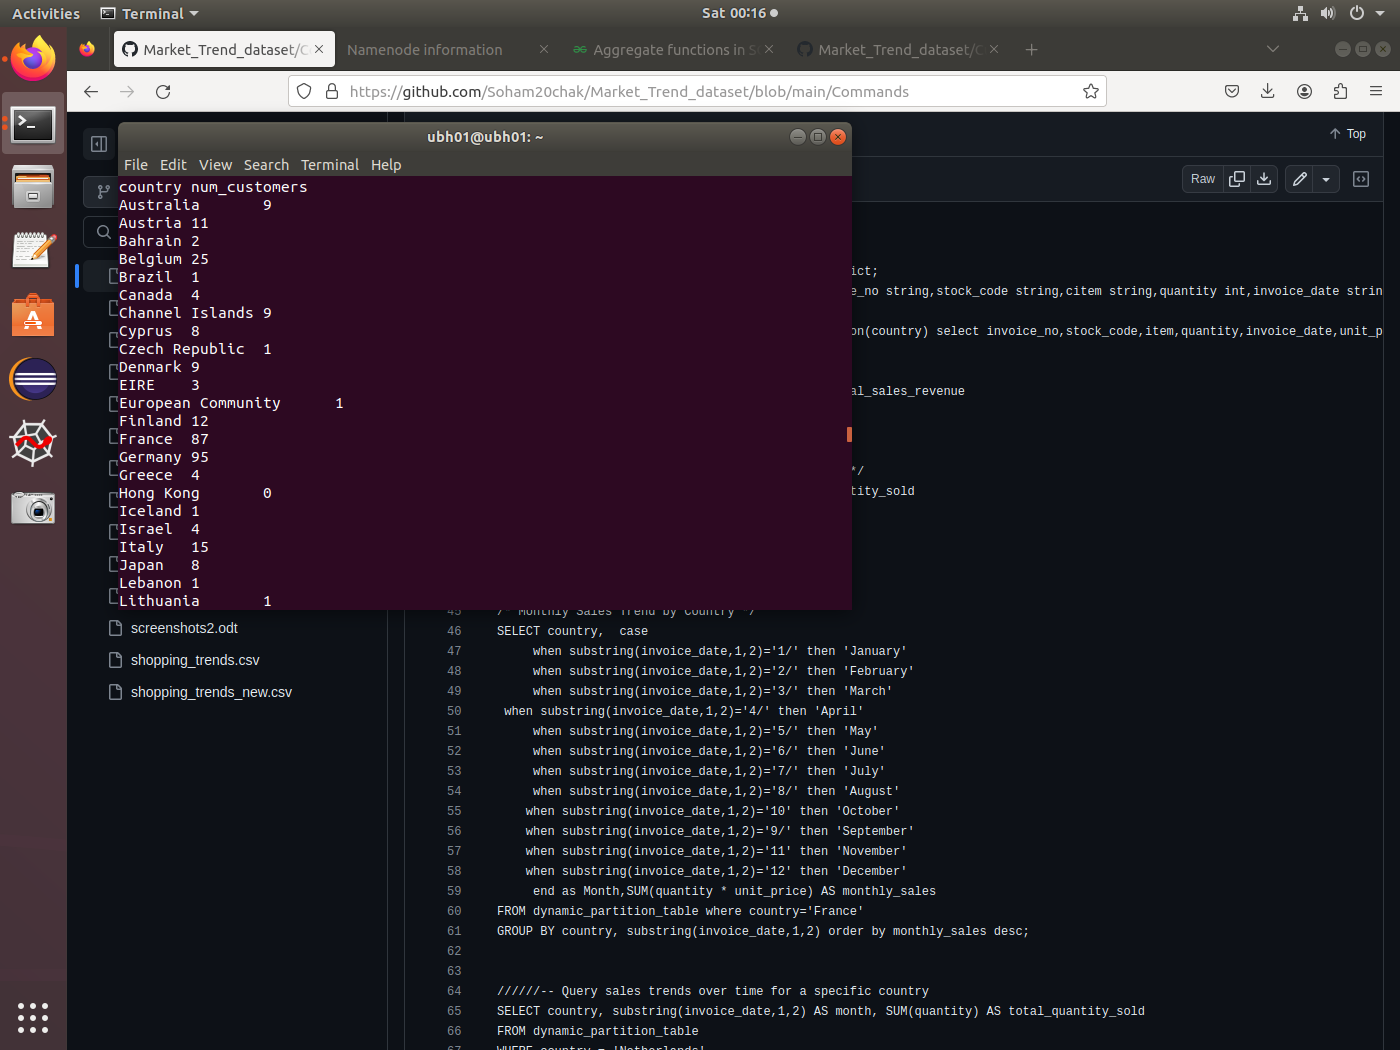 Activities Terminal Sat 00:16
Market_Trend_dataset/C Namenode information Aggregate functions in S Market_Trend_dataset/C
https://github.com/Soham20chak/Market_Trend_dataset/blob/main/Commands
Top
Raw
ubh01@ubh01: ~
File Edit View Search Terminal Help
country num_customers
Australia 9
Austria 11
Bahrain 2
Belgium 25
Brazil 1
Canada 4
Channel Islands 9
Cyprus 8
Czech Republic 1
Denmark 9
EIRE 3
European Community 1
Finland 12
France 87
Germany 95
Greece 4
Hong Kong 0
Iceland 1
Israel 4
Italy 15
Japan 8
Lebanon 1
Lithuania 1
ict;
e_no string,stock_code string,citem string,quantity int,invoice_date strin
on(country) select invoice_no,stock_code,item,quantity,invoice_date,unit_p
al_sales_revenue
*/
tity_sold
screenshots2.odt
shopping_trends.csv
shopping_trends_new.csv
45 /* Monthly Sales Trend by Country */
46 SELECT country, case
47 when substring(invoice_date,1,2)='1/' then 'January'
48 when substring(invoice_date,1,2)='2/' then 'February'
49 when substring(invoice_date,1,2)='3/' then 'March'
50 when substring(invoice_date,1,2)='4/' then 'April'
51 when substring(invoice_date,1,2)='5/' then 'May'
52 when substring(invoice_date,1,2)='6/' then 'June'
53 when substring(invoice_date,1,2)='7/' then 'July'
54 when substring(invoice_date,1,2)='8/' then 'August'
55 when substring(invoice_date,1,2)='10' then 'October'
56 when substring(invoice_date,1,2)='9/' then 'September'
57 when substring(invoice_date,1,2)='11' then 'November'
58 when substring(invoice_date,1,2)='12' then 'December'
59 end as Month,SUM(quantity * unit_price) AS monthly_sales
60 FROM dynamic_partition_table where country='France'
61 GROUP BY country, substring(invoice_date,1,2) order by monthly_sales desc;
62
63
64 //////-- Query sales trends over time for a specific country
65 SELECT country, substring(invoice_date,1,2) AS month, SUM(quantity) AS total_quantity_sold
66 FROM dynamic_partition_table
67 WHERE country = 'Netherlands'